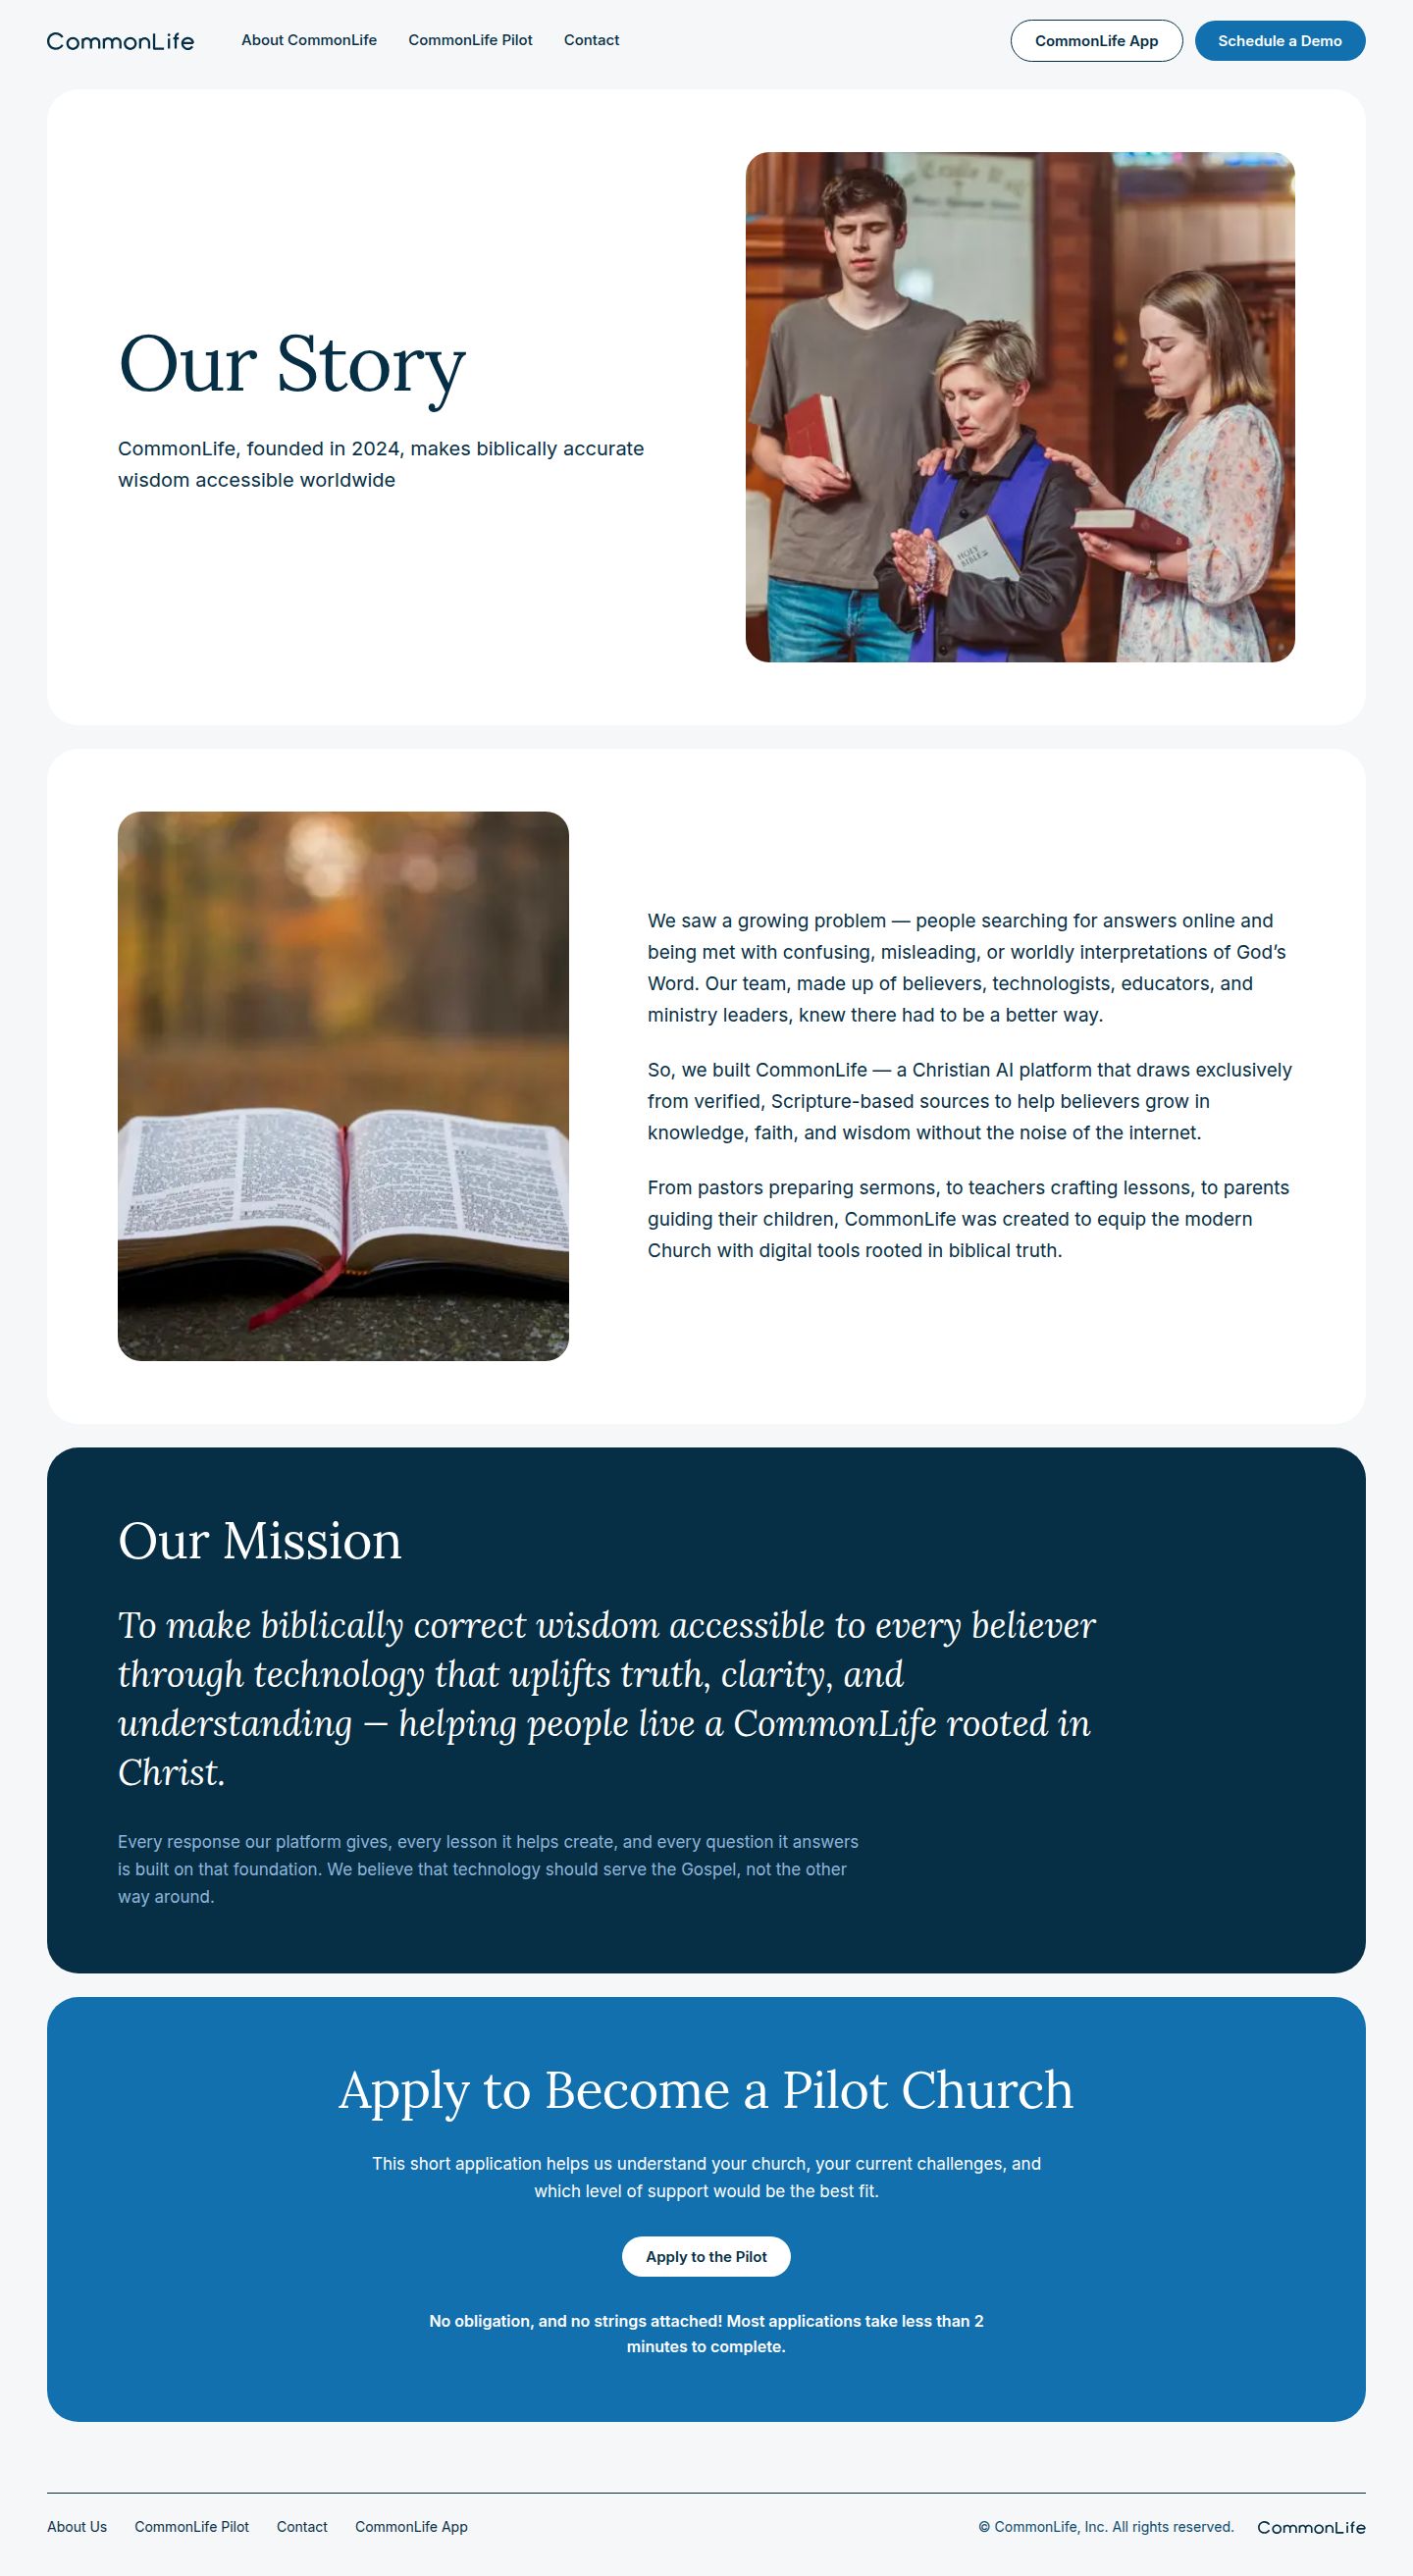 CommonLife
About CommonLife
CommonLife Pilot
Contact
CommonLife App
Schedule a Demo
Our Story
CommonLife, founded in 2024, makes biblically accurate
wisdom accessible worldwide
HOLY
BIBLE
We saw a growing problem — people searching for answers online and
being met with confusing, misleading, or worldly interpretations of God’s
Word. Our team, made up of believers, technologists, educators, and
ministry leaders, knew there had to be a better way.
So, we built CommonLife — a Christian AI platform that draws exclusively
from verified, Scripture-based sources to help believers grow in
knowledge, faith, and wisdom without the noise of the internet.
From pastors preparing sermons, to teachers crafting lessons, to parents
guiding their children, CommonLife was created to equip the modern
Church with digital tools rooted in biblical truth.
Our Mission
To make biblically correct wisdom accessible to every believer
through technology that uplifts truth, clarity, and
understanding — helping people live a CommonLife rooted in
Christ.
Every response our platform gives, every lesson it helps create, and every question it answers
is built on that foundation. We believe that technology should serve the Gospel, not the other
way around.
Apply to Become a Pilot Church
This short application helps us understand your church, your current challenges, and
which level of support would be the best fit.
Apply to the Pilot
No obligation, and no strings attached! Most applications take less than 2
minutes to complete.
About Us
CommonLife Pilot
Contact
CommonLife App
© CommonLife, Inc. All rights reserved.
CommonLife